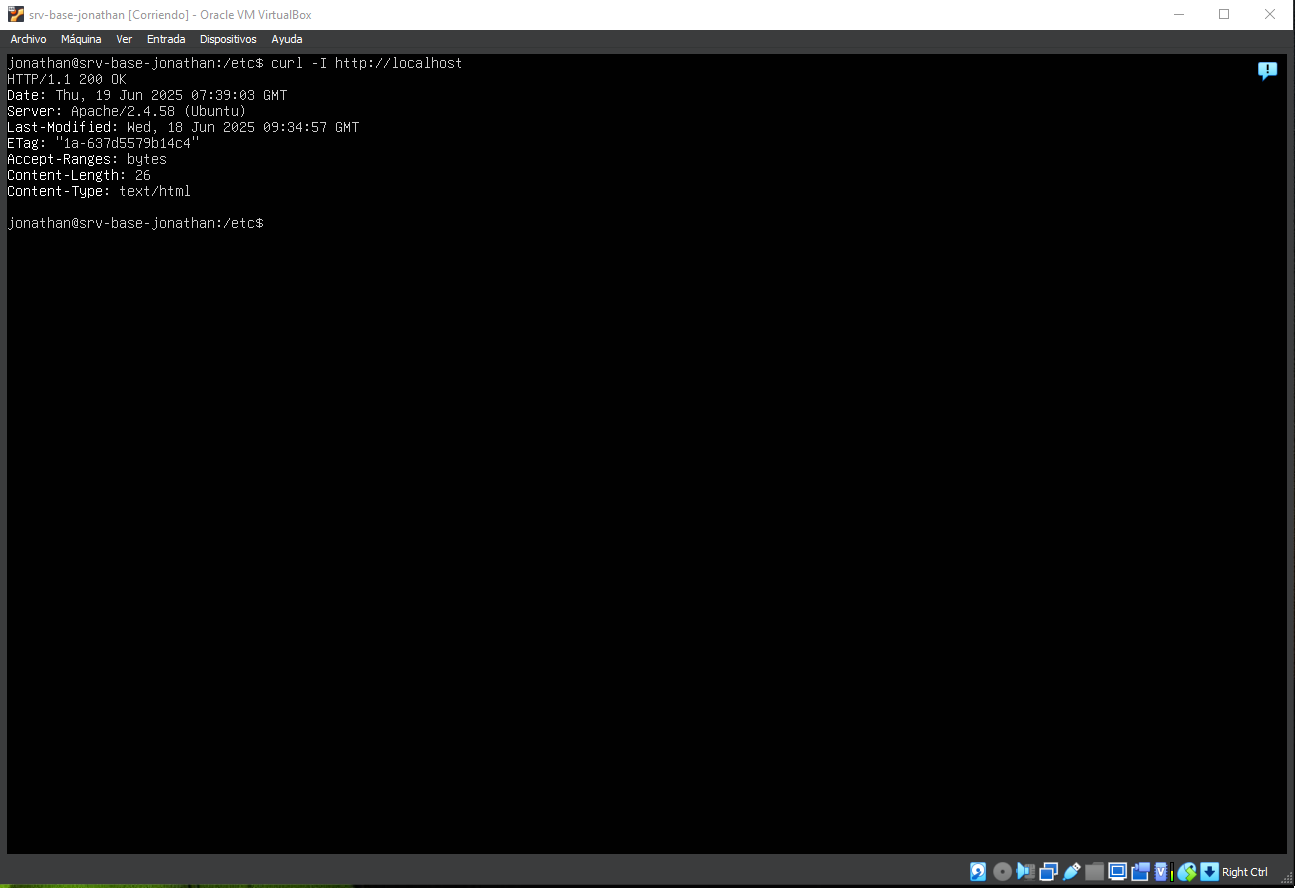 srv-base-jonathan [Corriendo] - Oracle VM VirtualBox
Archivo Máquina Ver Entrada Dispositivos Ayuda
jonathan@srv-base-jonathan:/etc$ curl -I http://localhost
HTTP/1.1 200 OK
Date: Thu, 19 Jun 2025 07:39:03 GMT
Server: Apache/2.4.58 (Ubuntu)
Last-Modified: Wed, 18 Jun 2025 09:34:57 GMT
ETag: "1a-637d5579b14c4"
Accept-Ranges: bytes
Content-Length: 26
Content-Type: text/html
jonathan@srv-base-jonathan:/etc$
Right Ctrl